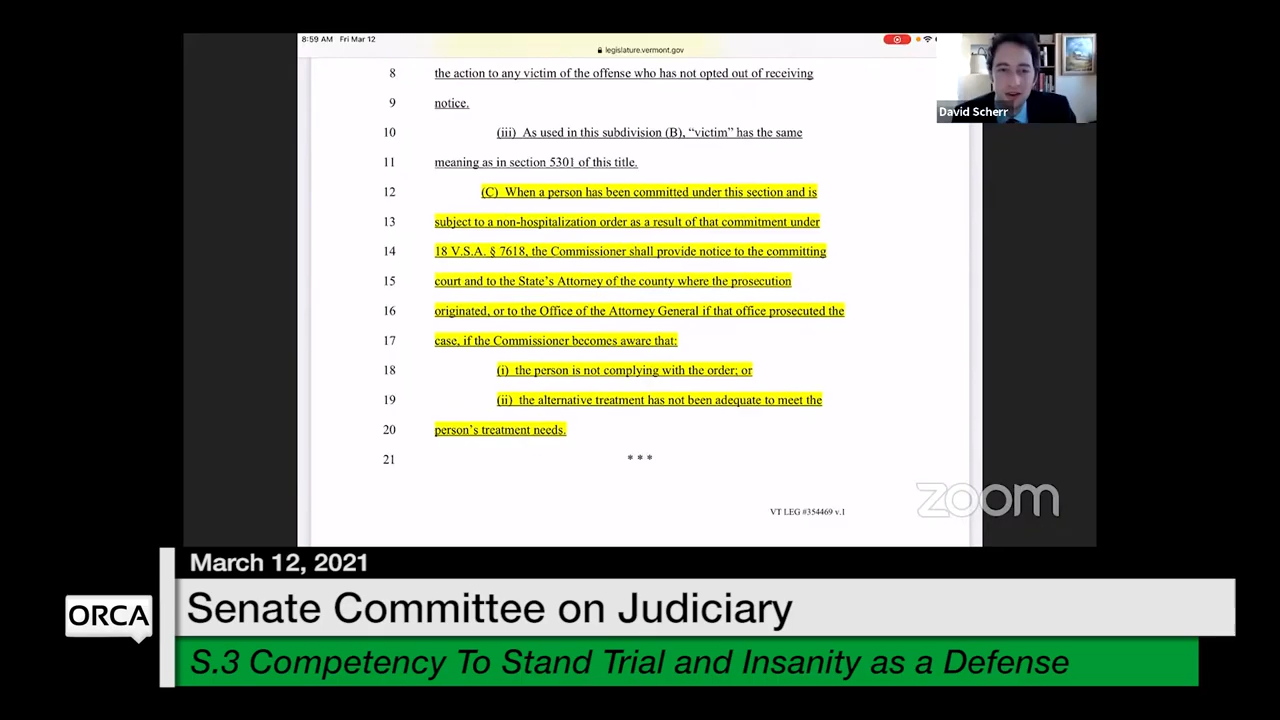 8:59 AM Fri Mar 12
legislature.vermont.gov
8 the action to any victim of the offense who has not opted out of receiving
9 notice.
10 (iii) As used in this subdivision (B), “victim” has the same
11 meaning as in section 5301 of this title.
12 (C) When a person has been committed under this section and is
13 subject to a non-hospitalization order as a result of that commitment under
14 18 V.S.A. § 7618, the Commissioner shall provide notice to the committing
15 court and to the State’s Attorney of the county where the prosecution
16 originated, or to the Office of the Attorney General if that office prosecuted the
17 case, if the Commissioner becomes aware that:
18 (i) the person is not complying with the order; or
19 (ii) the alternative treatment has not been adequate to meet the
20 person’s treatment needs.
21 * * *
VT LEG #354469 v.1
David Scherr
zoom
March 12, 2021
ORCA
Senate Committee on Judiciary
S.3 Competency To Stand Trial and Insanity as a Defense